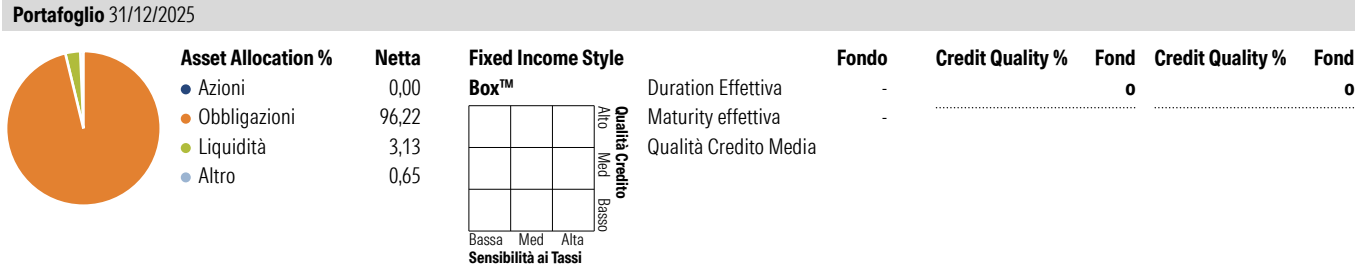 Portafoglio 31/12/2025
Asset Allocation % Netta
Azioni 0,00
Obbligazioni 96,22
Liquidità 3,13
Altro 0,65
Fixed Income Style
Box™
Alto Med Basso
Qualità Credito
Bassa Med Alta
Sensibilità ai Tassi
Fondo
Duration Effettiva -
Maturity effettiva -
Qualità Credito Media
Credit Quality % Fond
o
Credit Quality % Fond
o